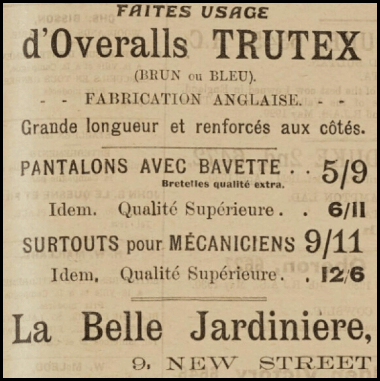 FAITES USAGE
d'Overalls TRUTEX
(BRUN ou BLEU).
- - FABRICATION ANGLAISE. - -
Grande longueur et renforcés aux côtés.
PANTALONS AVEC BAVETTE . . 5/9
Bretelles qualité extra.
Idem. Qualité Supérieure . . 6/11
SURTOUTS pour MÉCANICIENS 9/11
Idem, Qualité Supérieure . . 12/6
La Belle Jardiniere,
9, NEW STREET